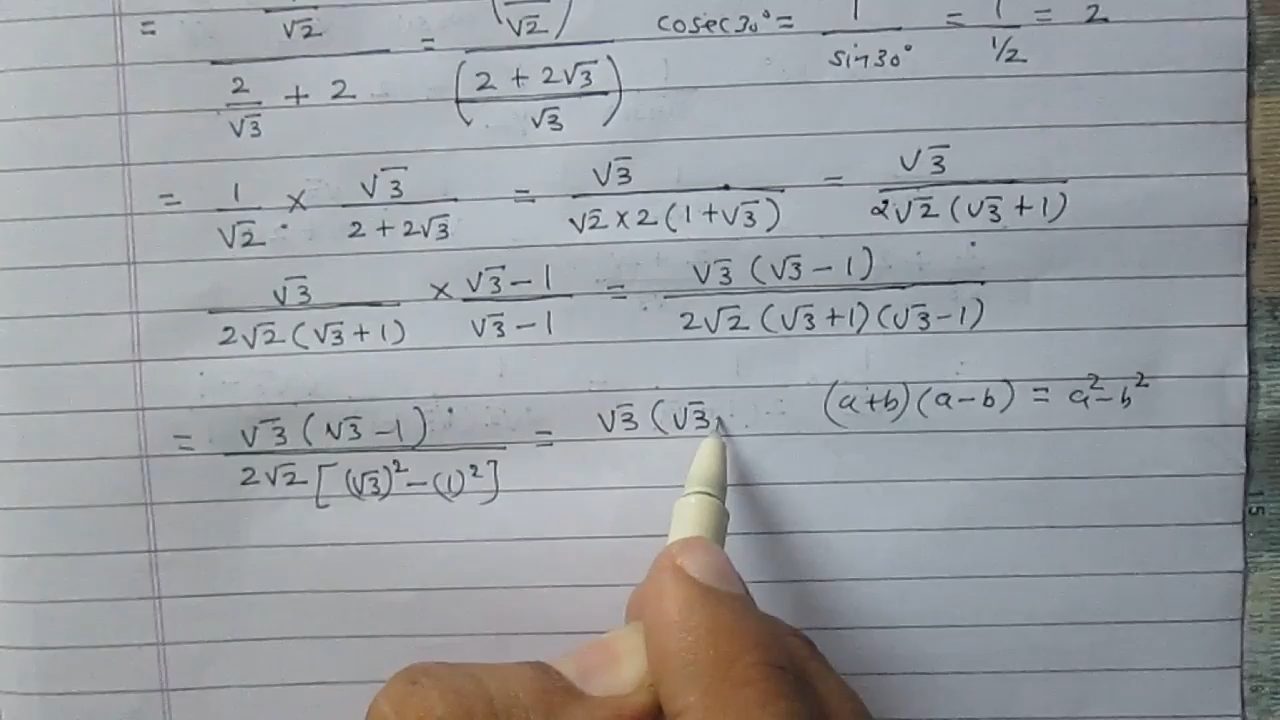 = 1/√2 / (2/√3 + 2) = (1/√2) / ((2 + 2√3)/√3) cosec30° = 1/sin30° = 1/(1/2) = 2
= 1/√2 × √3/(2 + 2√3) = √3/(√2 × 2(1 + √3)) = √3/(2√2(√3 + 1))
√3/(2√2(√3 + 1)) × (√3 - 1)/(√3 - 1) = √3(√3 - 1)/(2√2(√3 + 1)(√3 - 1))
= √3(√3 - 1)/(2√2[(√3)² - (1)²]) = √3(√3 (a+b)(a-b) = a² - b²
15